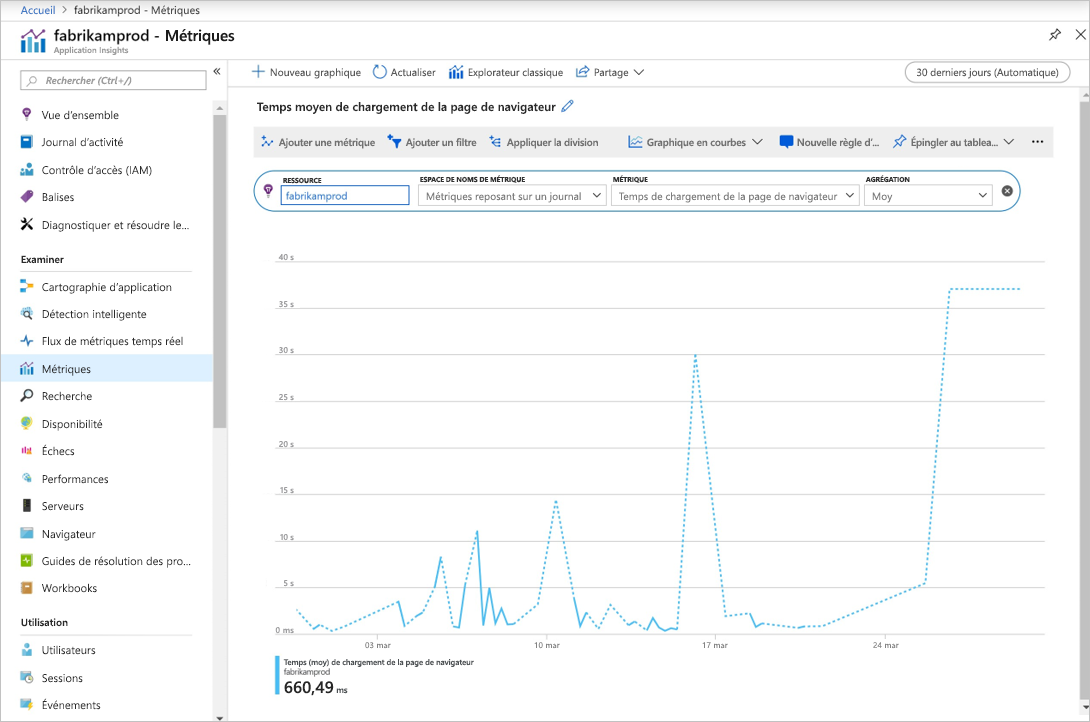 Accueil > fabrikamprod - Métriques
fabrikamprod - Métriques
Application Insights
Rechercher (Ctrl+/)
«
Vue d'ensemble
Journal d'activité
Contrôle d'accès (IAM)
Balises
Diagnostiquer et résoudre le...
Examiner
Cartographie d'application
Détection intelligente
Flux de métriques temps réel
Métriques
Recherche
Disponibilité
Échecs
Performances
Serveurs
Navigateur
Guides de résolution des pro...
Workbooks
Utilisation
Utilisateurs
Sessions
Événements
Nouveau graphique Actualiser Explorateur classique Partage 30 derniers jours (Automatique)
Temps moyen de chargement de la page de navigateur
Ajouter une métrique Ajouter un filtre Appliquer la division Graphique en courbes Nouvelle règle d'... Épingler au tablea... ...
RESSOURCE ESPACE DE NOMS DE MÉTRIQUE MÉTRIQUE AGRÉGATION
fabrikamprod Métriques reposant sur un journal Temps de chargement de la page de navigateur Moy
40 s
35 s
30 s
25 s
20 s
15 s
10 s
5 s
0 ms
03 mar 10 mar 17 mar 24 mar
Temps (moy) de chargement de la page de navigateur
fabrikamprod
660,49 ms